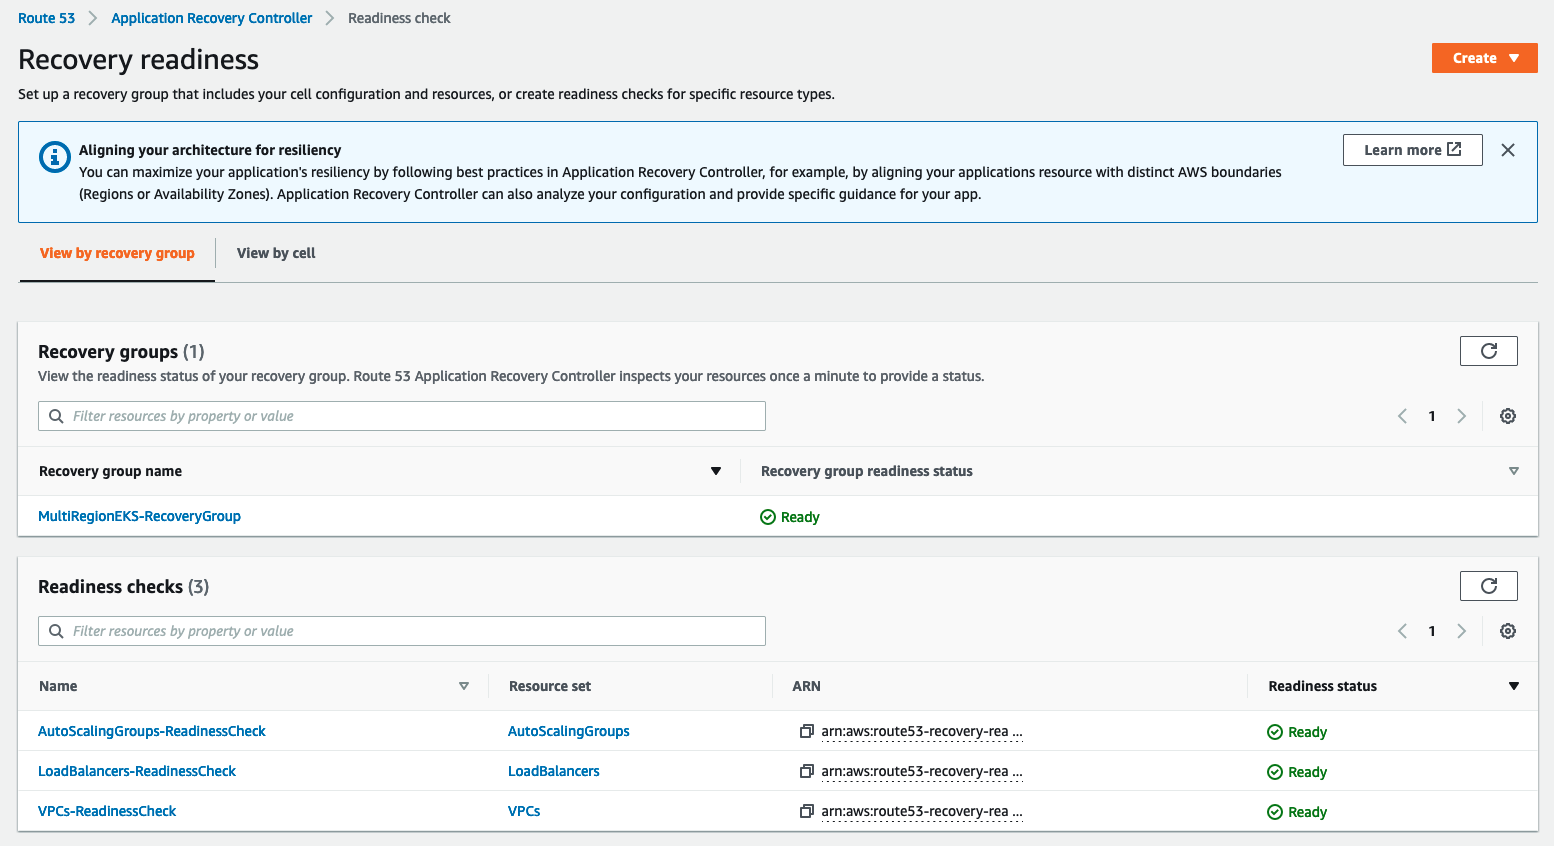 Route 53 > Application Recovery Controller > Readiness check
Recovery readiness
Create
Set up a recovery group that includes your cell configuration and resources, or create readiness checks for specific resource types.
Aligning your architecture for resiliency
Learn more
You can maximize your application's resiliency by following best practices in Application Recovery Controller, for example, by aligning your applications resource with distinct AWS boundaries
(Regions or Availability Zones). Application Recovery Controller can also analyze your configuration and provide specific guidance for your app.
View by recovery group
View by cell
Recovery groups (1)
View the readiness status of your recovery group. Route 53 Application Recovery Controller inspects your resources once a minute to provide a status.
Filter resources by property or value
1
Recovery group name
Recovery group readiness status
MultiRegionEKS-RecoveryGroup
Ready
Readiness checks (3)
Filter resources by property or value
1
Name
Resource set
ARN
Readiness status
AutoScalingGroups-ReadinessCheck
AutoScalingGroups
arn:aws:route53-recovery-rea ...
Ready
LoadBalancers-ReadinessCheck
LoadBalancers
arn:aws:route53-recovery-rea ...
Ready
VPCs-ReadinessCheck
VPCs
arn:aws:route53-recovery-rea ...
Ready